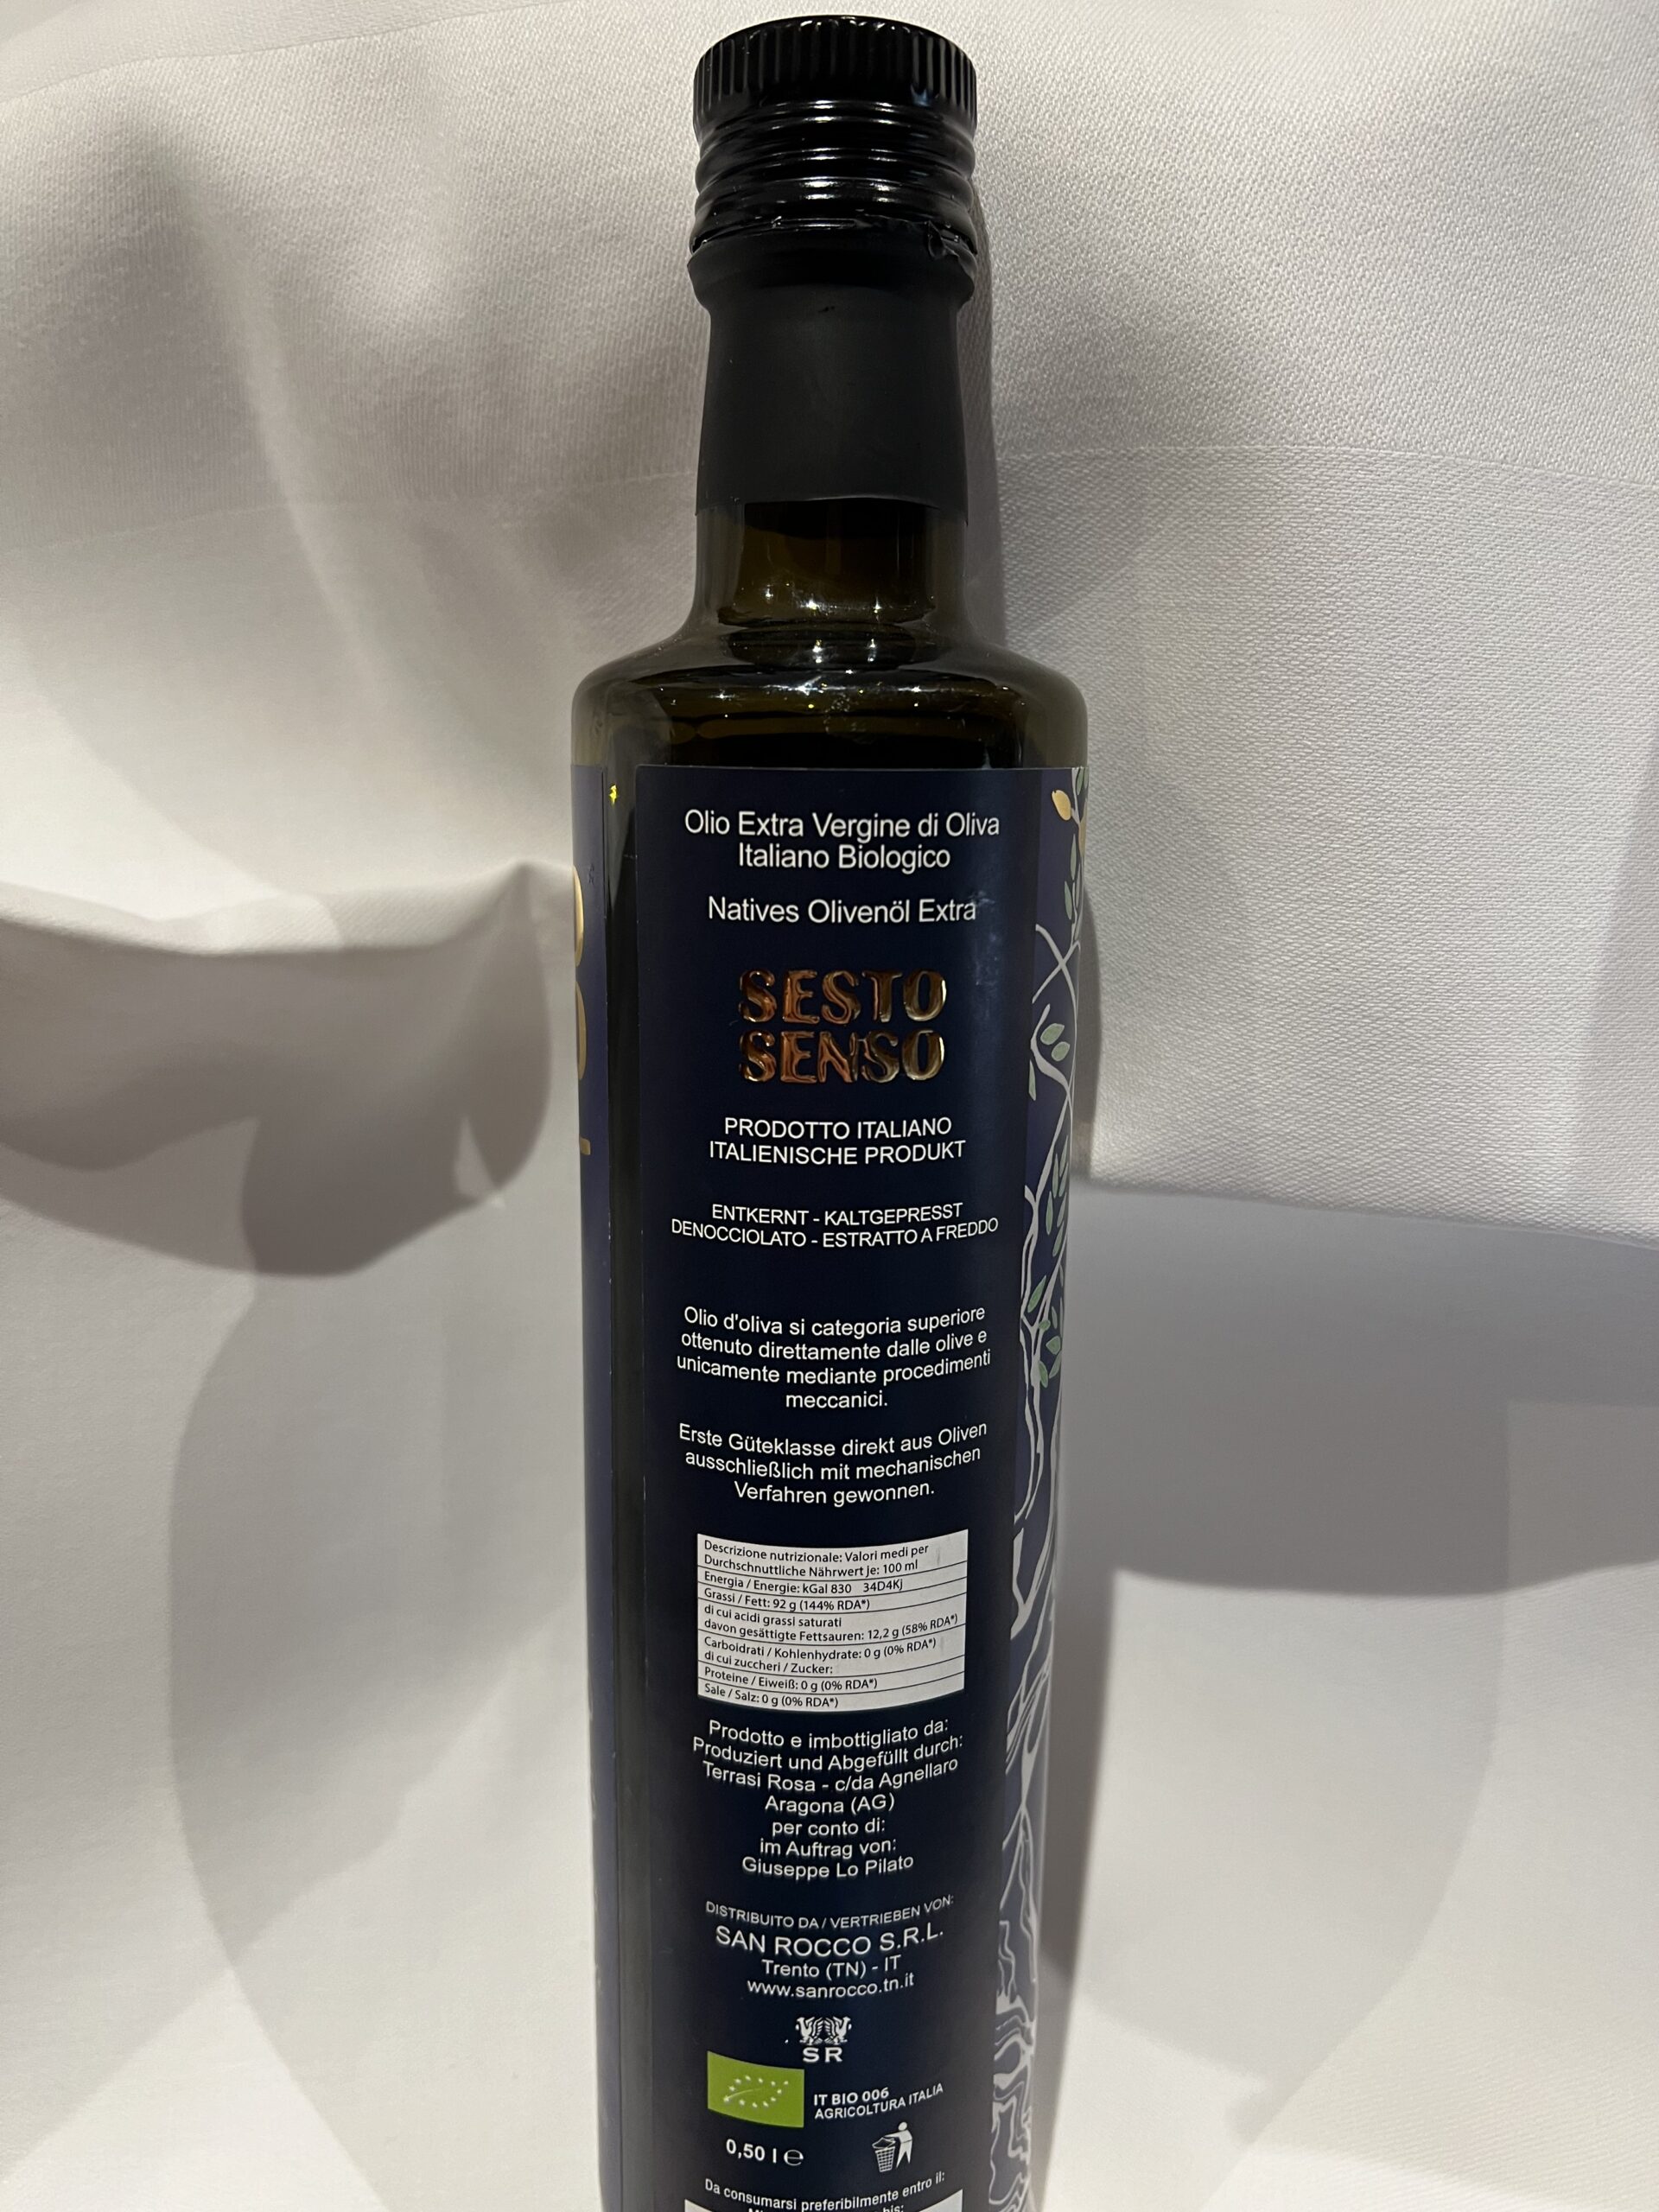 Olio Extra Vergine di Oliva
Italiano Biologico
Natives Olivenöl Extra
SESTO
SENSO
PRODOTTO ITALIANO
ITALIENISCHE PRODUKT
ENTKERNT - KALTGEPRESST
DENOCCIOLATO - ESTRATTO A FREDDO
Olio d'oliva si categoria superiore
ottenuto direttamente dalle olive e
unicamente mediante procedimenti
meccanici.
Erste Güteklasse direkt aus Oliven
ausschließlich mit mechanischen
Verfahren gewonnen.
Descrizione nutrizionale: Valori medi per
Durchschnuttliche Nährwert Je: 100 ml
Energia / Energie: kGal 830 34D4Kj
Grassi / Fett: 92 g (144% RDA*)
di cui acidi grassi saturati
davon gesättigte Fettsauren: 12,2 g (58% RDA*)
Carboidrati / Kohlenhydrate: 0 g (0% RDA*)
di cui zuccheri / Zucker:
Proteine / Eiweiß: 0 g (0% RDA*)
Sale / Salz: 0 g (0% RDA*)
Prodotto e imbottigliato da:
Produziert und Abgefüllt durch:
Terrasi Rosa - c/da Agnellaro
Aragona (AG)
per conto di:
im Auftrag von:
Giuseppe Lo Pilato
DISTRIBUITO DA / VERTRIEBEN VON:
SAN ROCCO S.R.L.
Trento (TN) - IT
www.sanrocco.tn.it
SR
IT BIO 006
AGRICOLTURA ITALIA
0,50 l e
Da consumarsi preferibilmente entro il:
bis: